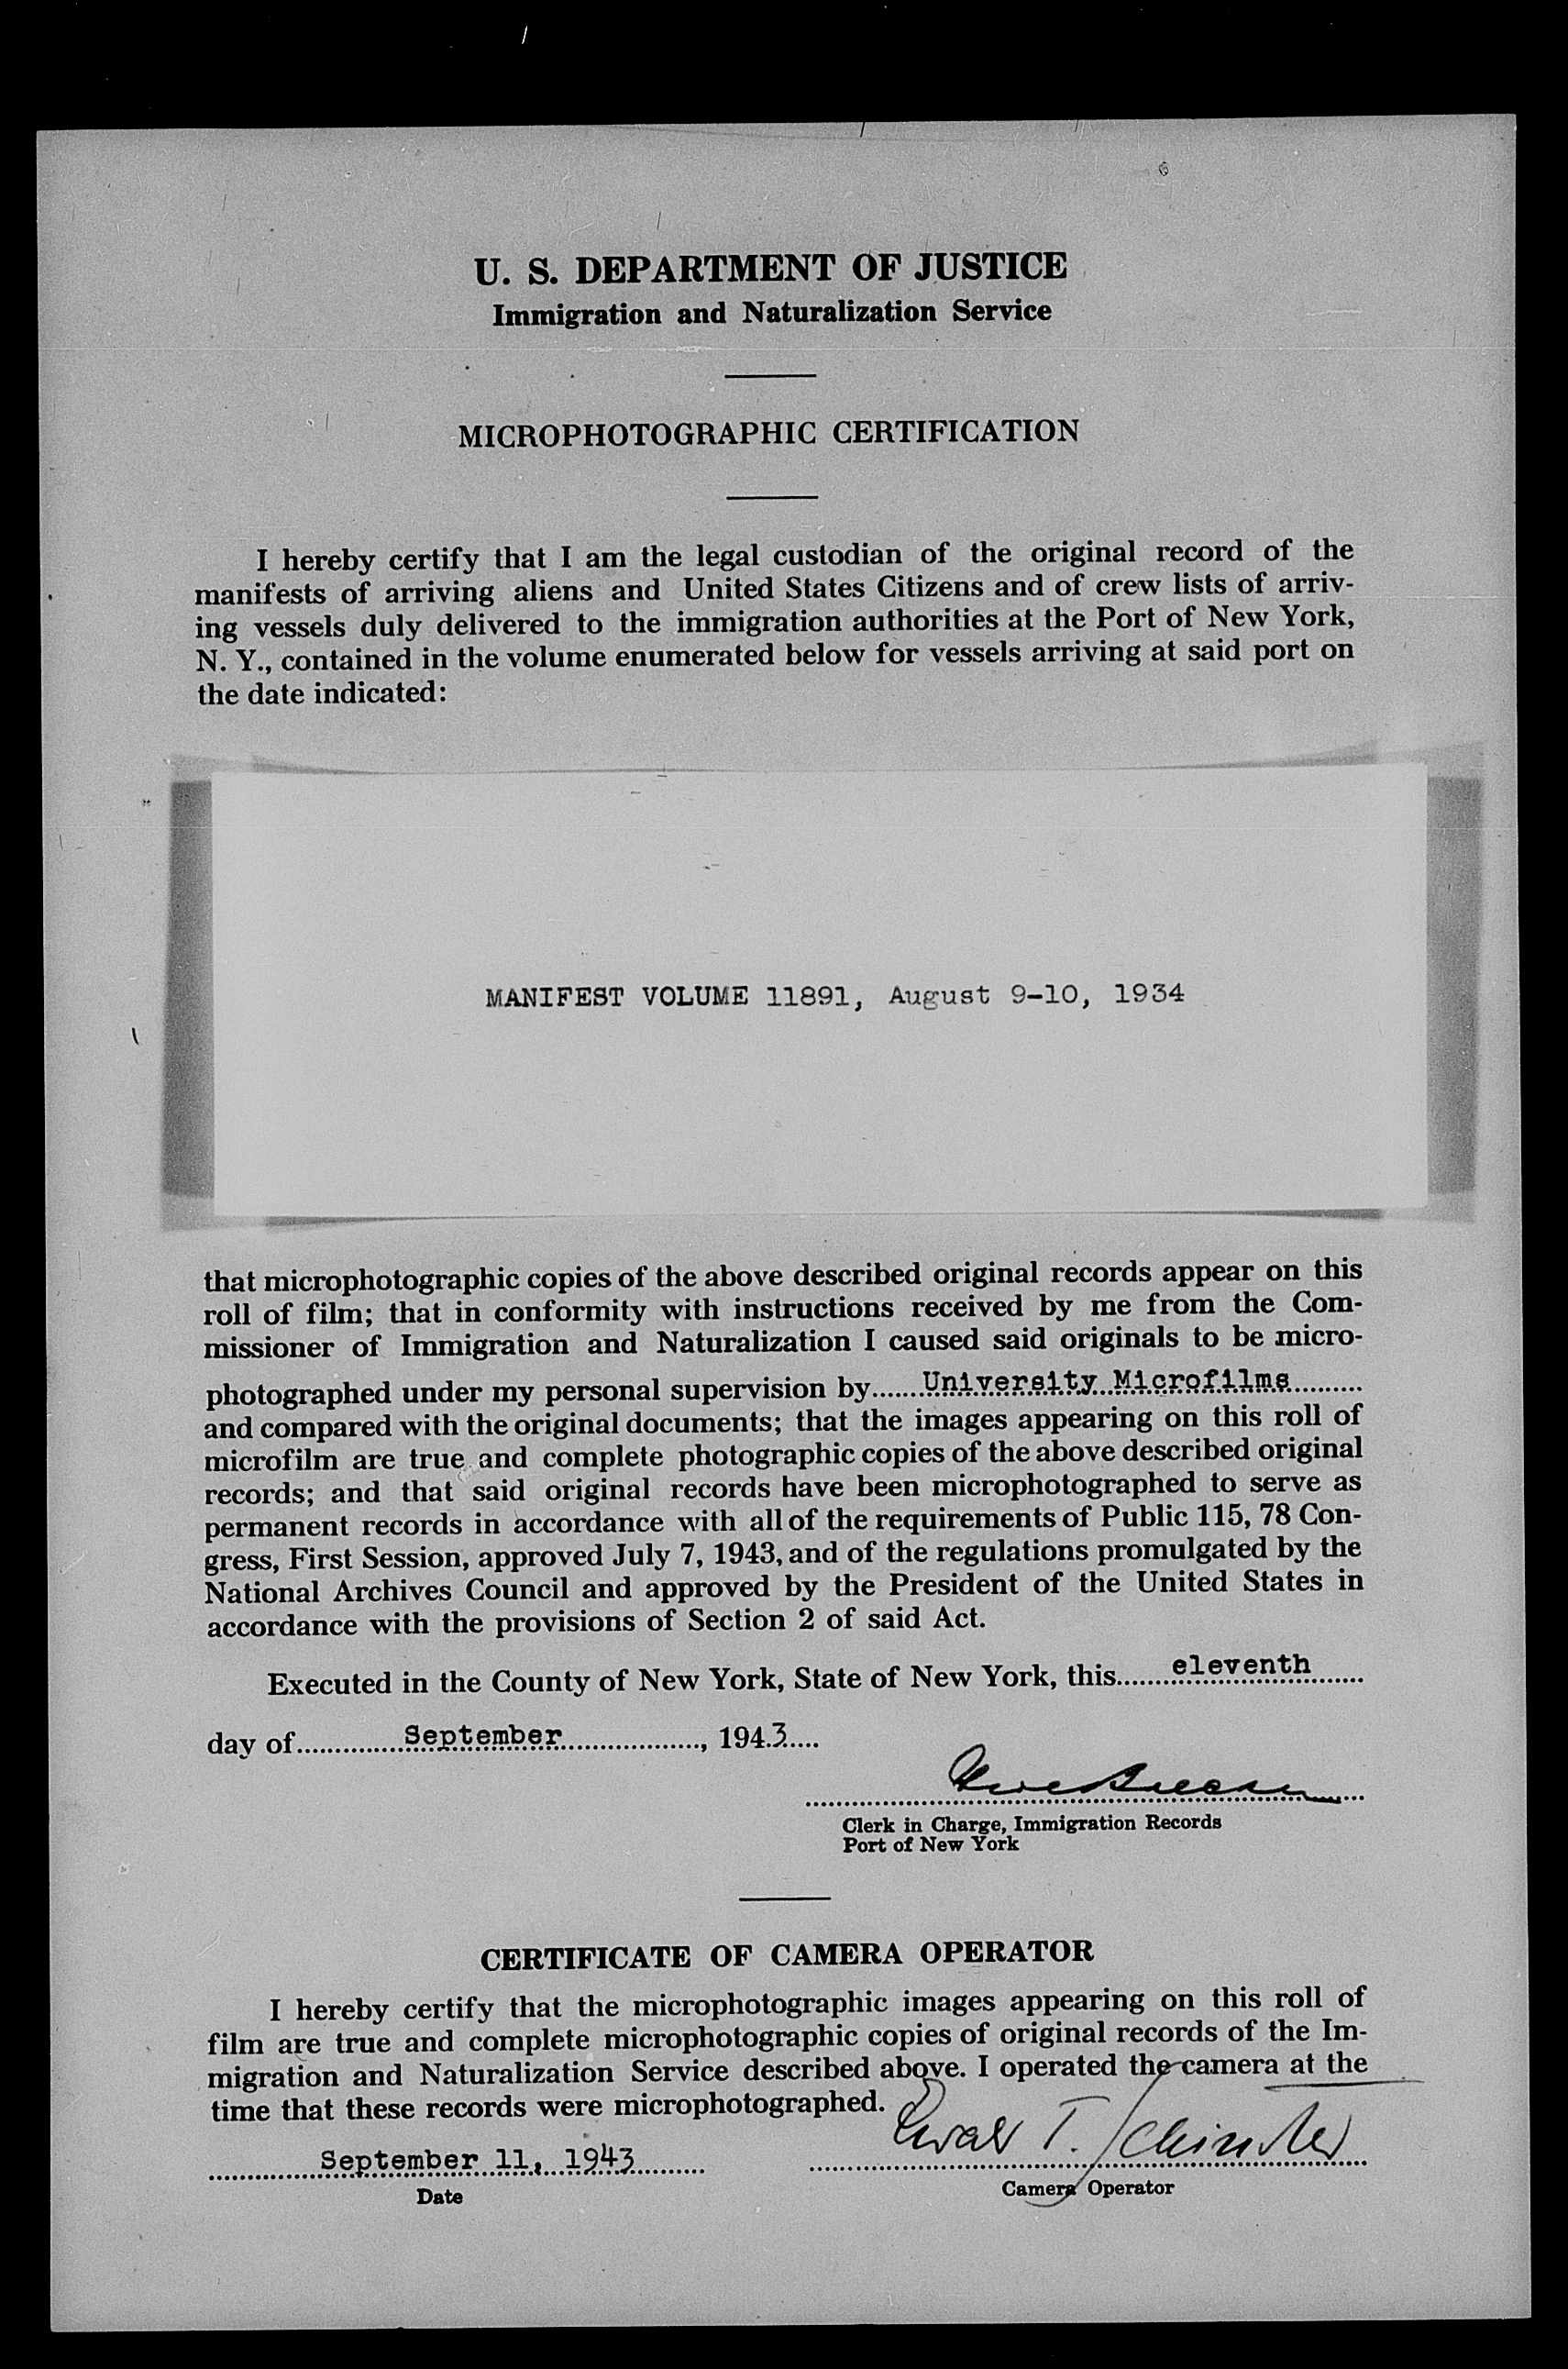 U. S. DEPARTMENT OF JUSTICE
Immigration and Naturalization Service
MICROPHOTOGRAPHIC CERTIFICATION
I hereby certify that I am the legal custodian of the original record of the
manifests of arriving aliens and United States Citizens and of crew lists of arriv-
ing vessels duly delivered to the immigration authorities at the Port of New York,
N. Y., contained in the volume enumerated below for vessels arriving at said port on
the date indicated:
MANIFEST VOLUME 11891, August 9-10, 1934
that microphotographic copies of the above described original records appear on this
roll of film; that in conformity with instructions received by me from the Com-
missioner of Immigration and Naturalization I caused said originals to be micro-
photographed under my personal supervision by University Microfilms
and compared with the original documents; that the images appearing on this roll of
microfilm are true and complete photographic copies of the above described original
records; and that said original records have been microphotographed to serve as
permanent records in accordance with all of the requirements of Public 115, 78 Con-
gress, First Session, approved July 7, 1943, and of the regulations promulgated by the
National Archives Council and approved by the President of the United States in
accordance with the provisions of Section 2 of said Act.
Executed in the County of New York, State of New York, this eleventh
day of September, 1943
Clerk in Charge, Immigration Records
Port of New York
CERTIFICATE OF CAMERA OPERATOR
I hereby certify that the microphotographic images appearing on this roll of
film are true and complete microphotographic copies of original records of the Im-
migration and Naturalization Service described above. I operated the camera at the
time that these records were microphotographed.
T. Schindler
September 11, 1943
Date
Camera Operator